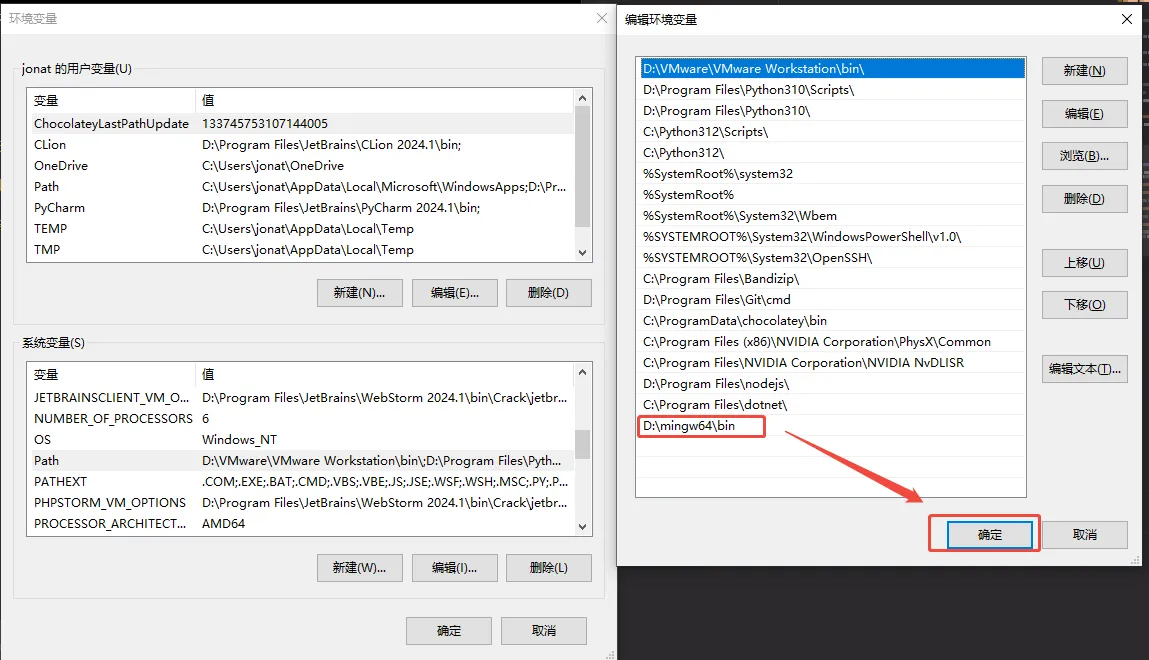 环境变量
jonat 的用户变量(U)
变量 值
ChocolateyLastPathUpdate 133745753107144005
CLion D:\Program Files\JetBrains\CLion 2024.1\bin;
OneDrive C:\Users\jonat\OneDrive
Path C:\Users\jonat\AppData\Local\Microsoft\WindowsApps;D:\Pr...
PyCharm D:\Program Files\JetBrains\PyCharm 2024.1\bin;
TEMP C:\Users\jonat\AppData\Local\Temp
TMP C:\Users\jonat\AppData\Local\Temp
新建(N)... 编辑(E)... 删除(D)
系统变量(S)
变量 值
JETBRAINSCLIENT_VM_O... D:\Program Files\JetBrains\WebStorm 2024.1\bin\Crack\jetbr...
NUMBER_OF_PROCESSORS 6
OS Windows_NT
Path D:\VMware\VMware Workstation\bin\;D:\Program Files\Pyth...
PATHEXT .COM;.EXE;.BAT;.CMD;.VBS;.VBE;.JS;.JSE;.WSF;.WSH;.MSC;.PY;.P...
PHPSTORM_VM_OPTIONS D:\Program Files\JetBrains\WebStorm 2024.1\bin\Crack\jetbr...
PROCESSOR_ARCHITECT... AMD64
新建(W)... 编辑(I)... 删除(L)
确定 取消
编辑环境变量
D:\VMware\VMware Workstation\bin\
D:\Program Files\Python310\Scripts\
D:\Program Files\Python310\
C:\Python312\Scripts\
C:\Python312\
%SystemRoot%\system32
%SystemRoot%
%SystemRoot%\System32\Wbem
%SYSTEMROOT%\System32\WindowsPowerShell\v1.0\
%SYSTEMROOT%\System32\OpenSSH\
C:\Program Files\Bandizip\
D:\Program Files\Git\cmd
C:\ProgramData\chocolatey\bin
C:\Program Files (x86)\NVIDIA Corporation\PhysX\Common
C:\Program Files\NVIDIA Corporation\NVIDIA NvDLISR
D:\Program Files\nodejs\
C:\Program Files\dotnet\
D:\mingw64\bin
新建(N)
编辑(E)
浏览(B)...
删除(D)
上移(U)
下移(O)
编辑文本(T)...
确定 取消